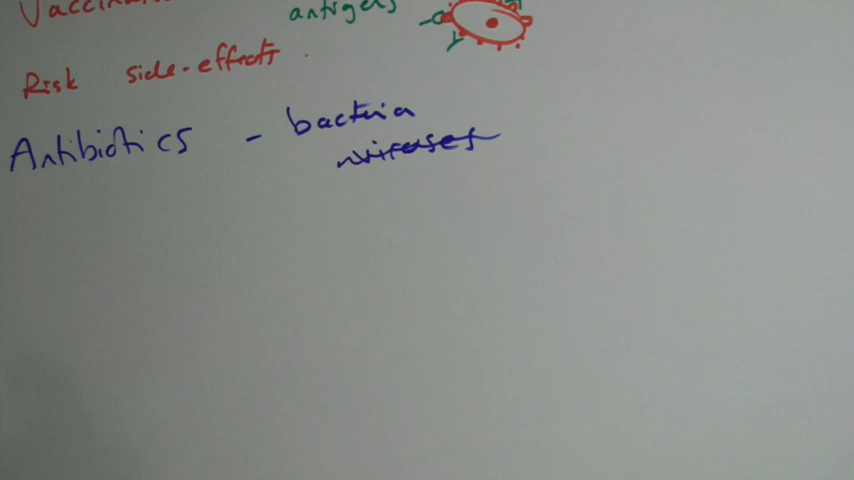 antigens
Risk side-effects.
Antibiotics - bacteria
viruses